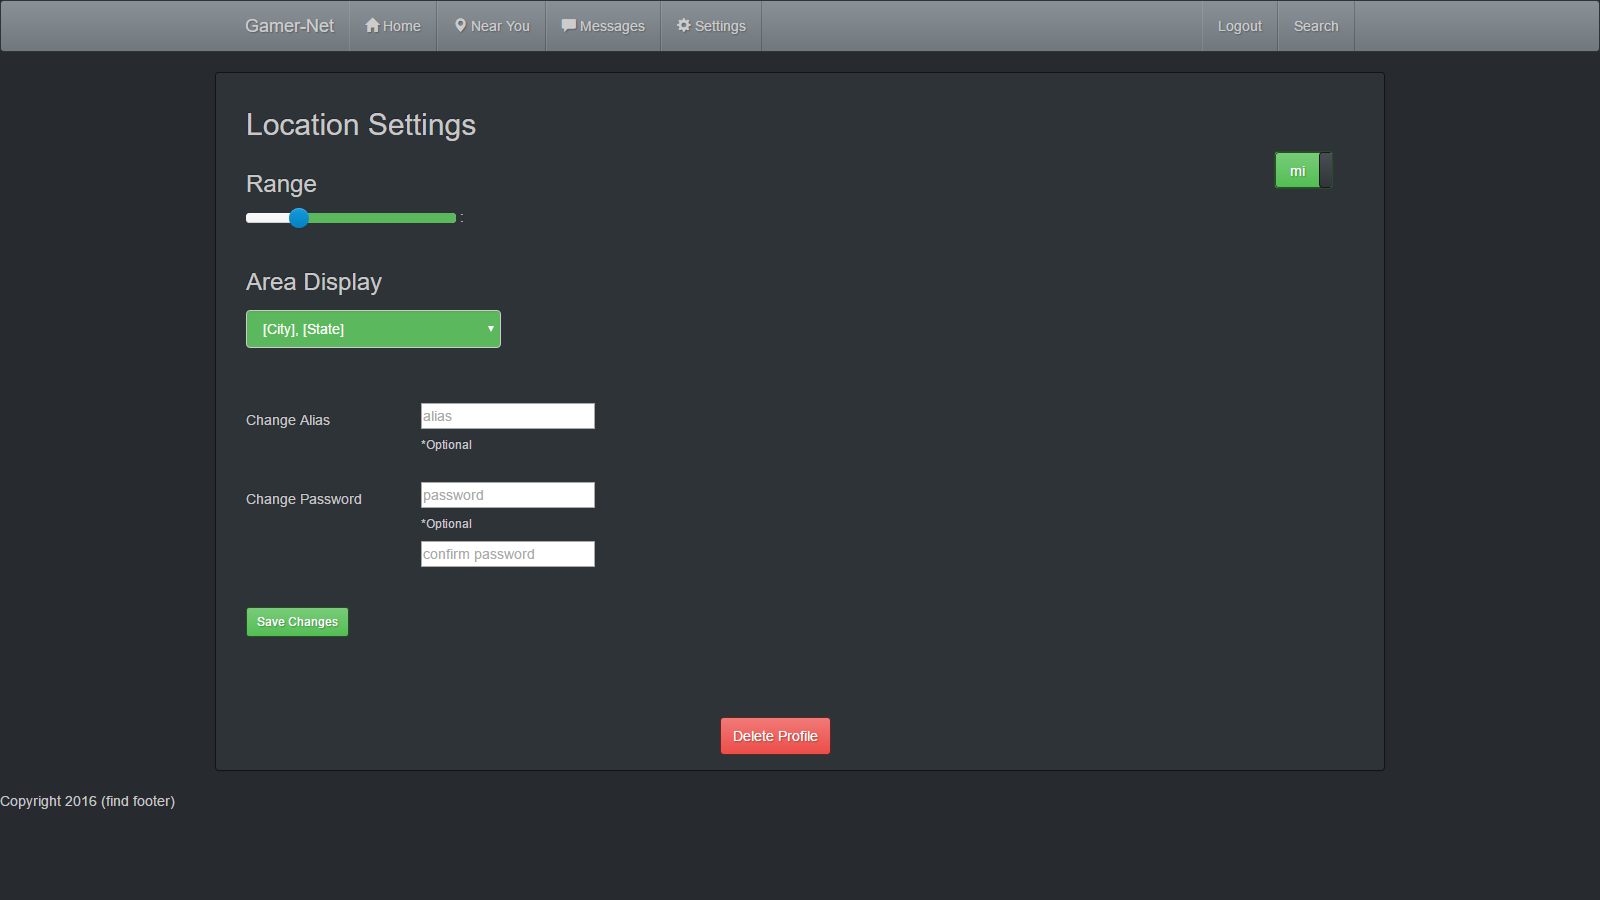 Gamer-Net Home Near You Messages Settings Logout Search
Location Settings
mi
Range
:
Area Display
[City], [State]
Change Alias
alias
*Optional
Change Password
password
*Optional
confirm password
Save Changes
Delete Profile
Copyright 2016 (find footer)